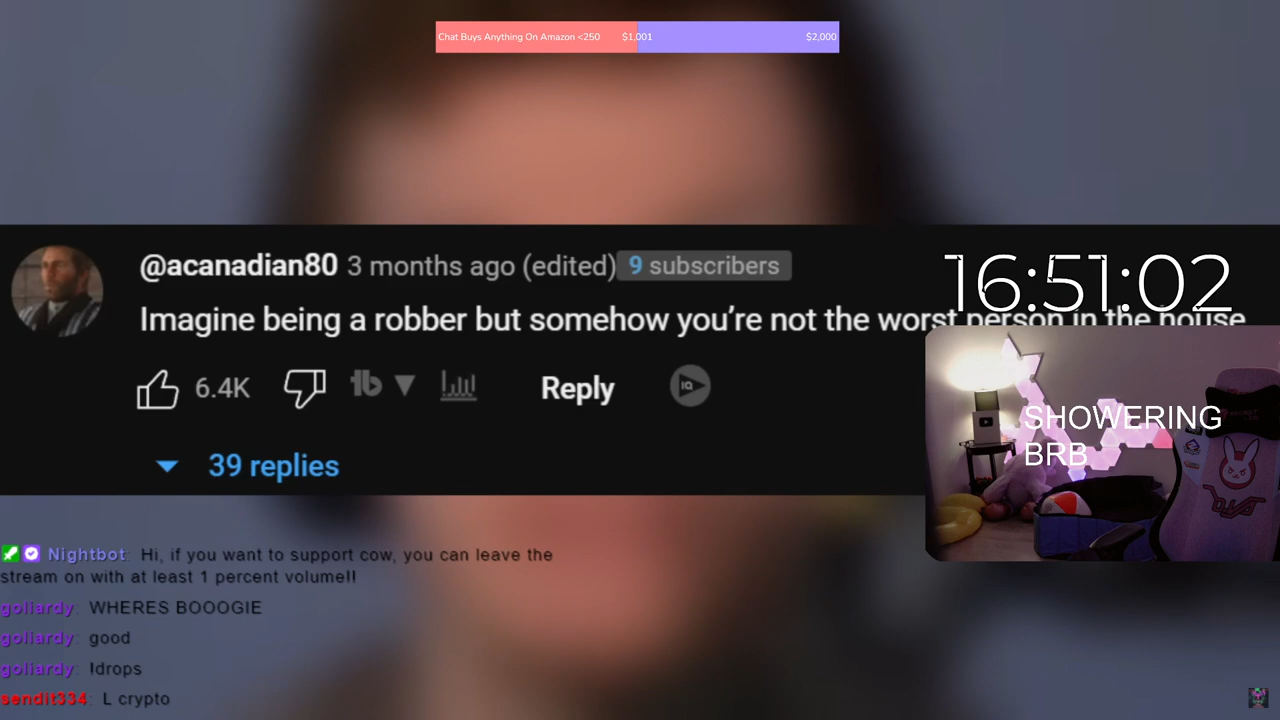 Chat Buys Anything On Amazon <250 $1,001 $2,000
@acanadian80 3 months ago (edited) 9 subscribers
16:51:02
Imagine being a robber but somehow you’re not the worst person in the house
6.4K Reply
39 replies
SHOWERING
BRB
Nightbot: Hi, if you want to support cow, you can leave the
stream on with at least 1 percent volume!!
goliardy: WHERES BOOOGIE
goliardy: good
goliardy: !drops
sendit334: L crypto